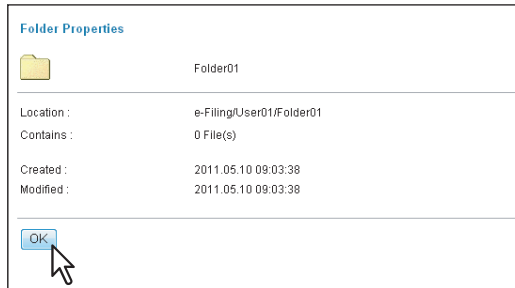 Folder Properties
Folder01
Location : e-Filing/User01/Folder01
Contains : 0 File(s)
Created : 2011.05.10 09:03:38
Modified : 2011.05.10 09:03:38
OK